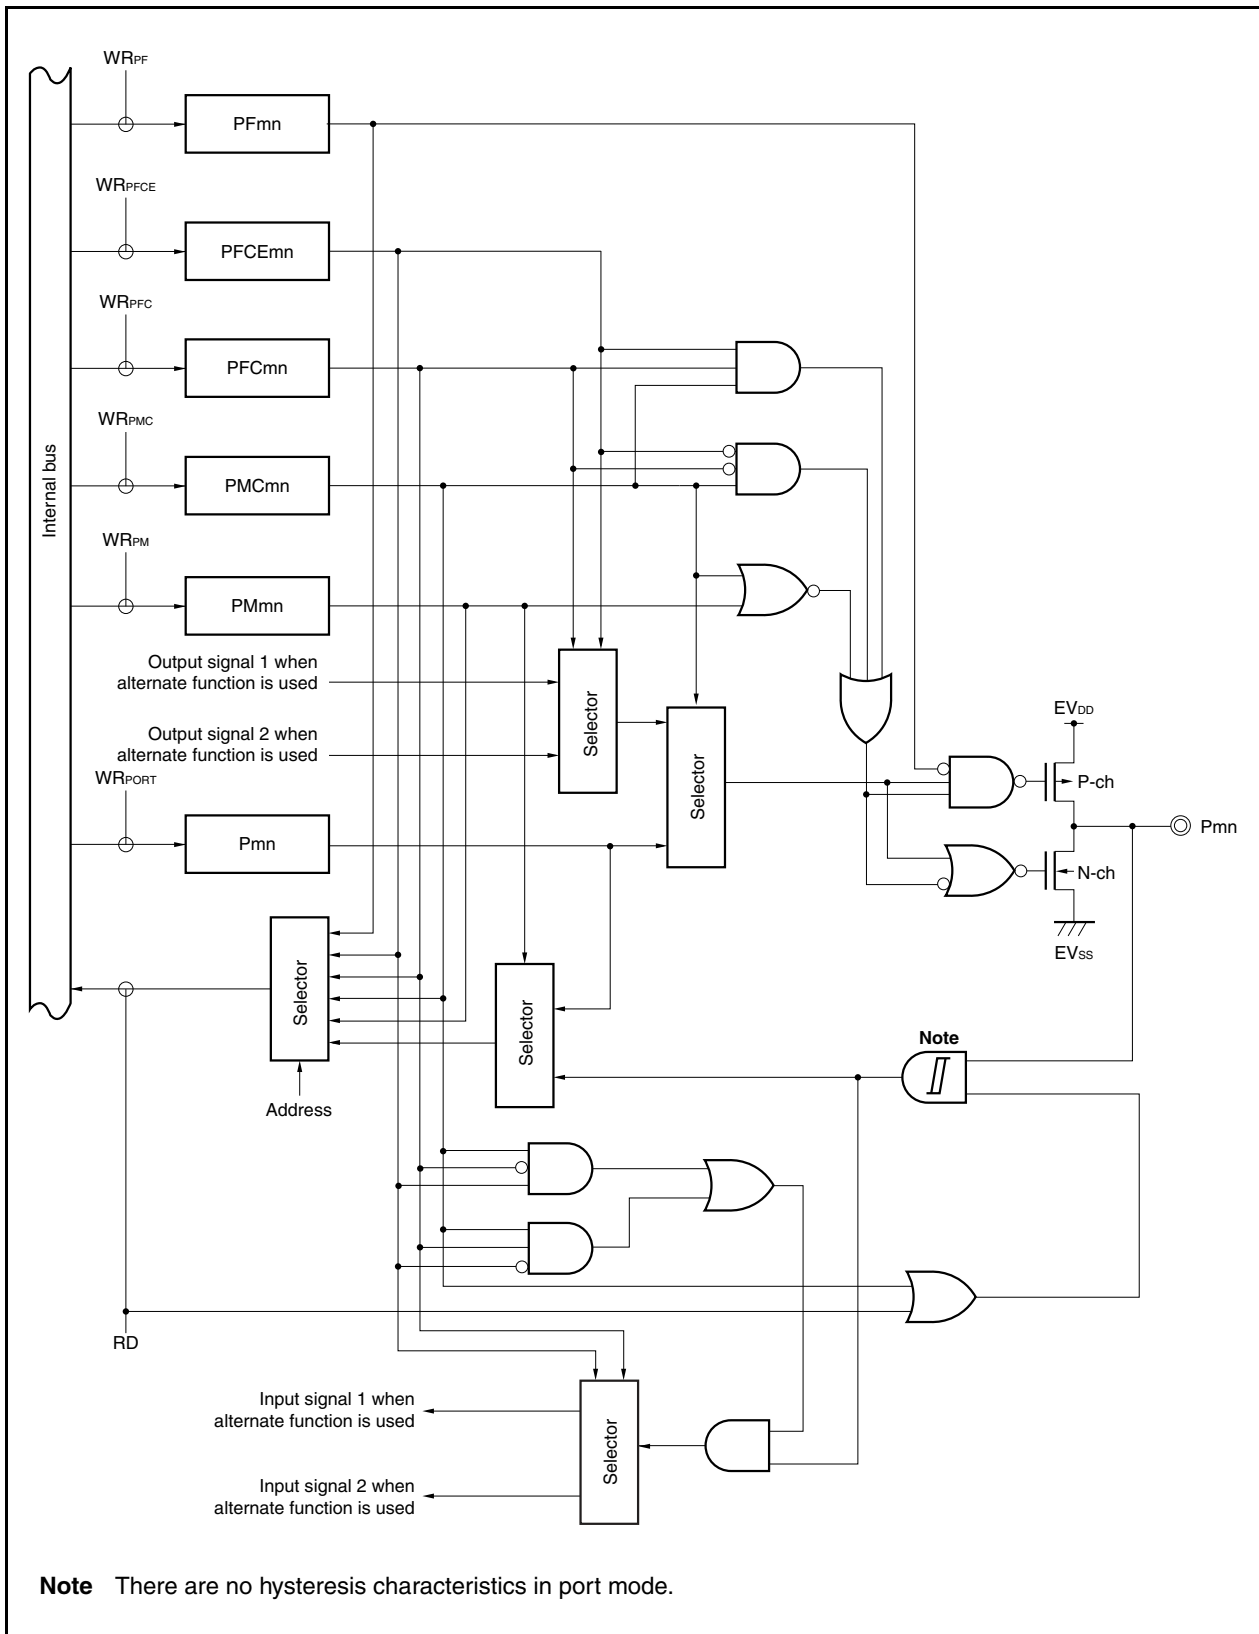 WRPF
PFmn
WRPFCE
PFCEmn
WRPFC
PFCmn
WRPMC
Internal bus
PMCmn
WRPM
PMmn
Output signal 1 when
alternate function is used
Selector
Output signal 2 when
alternate function is used
Selector
EVDD
P-ch
WRPORT
Pmn
Pmn
N-ch
EVSS
Selector
Selector
Note
Address
RD
Input signal 1 when
alternate function is used
Selector
Input signal 2 when
alternate function is used
Note There are no hysteresis characteristics in port mode.